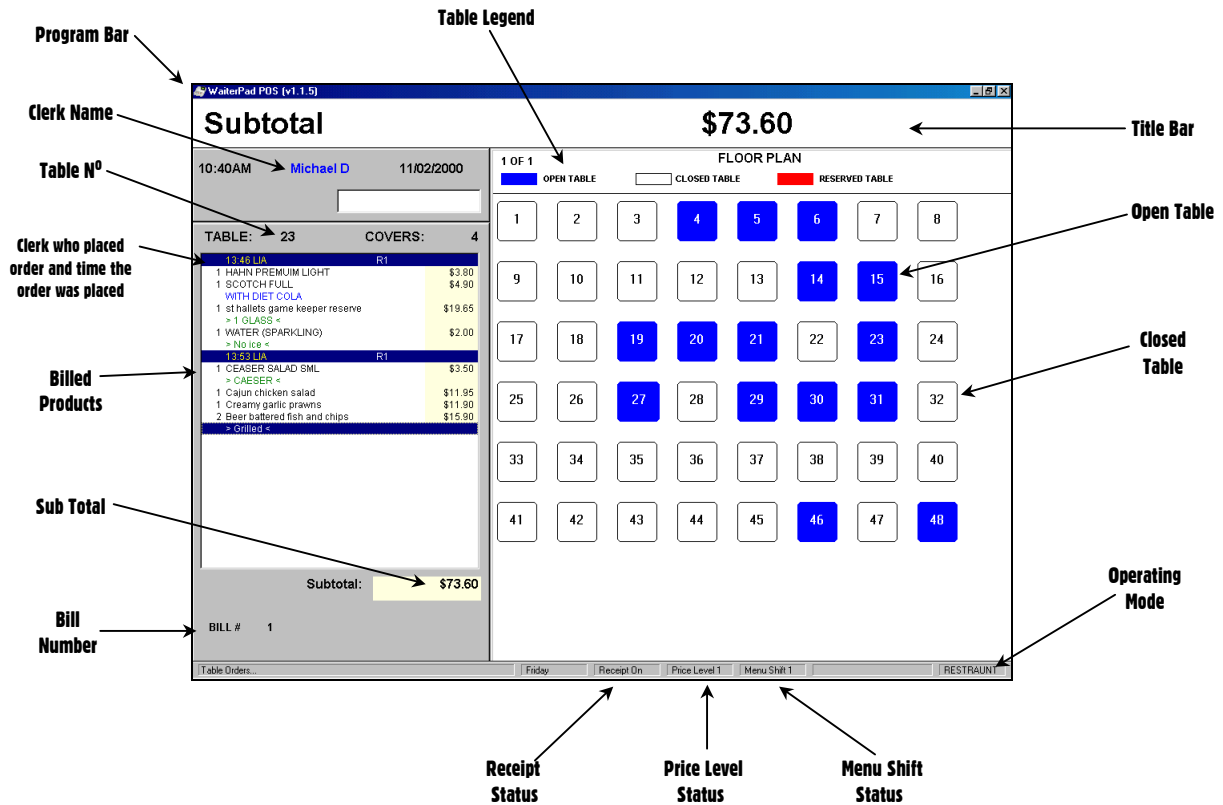 Table Legend
Program Bar
WaiterPad POS (v1.1.5)
Subtotal
$73.60
Title Bar
Clerk Name
10:40AM
Michael D
11/02/2000
1 OF 1
FLOOR PLAN
OPEN TABLE
CLOSED TABLE
RESERVED TABLE
Table Nº
TABLE: 23
COVERS: 4
Clerk who placed
order and time the
order was placed
13:46 LIA R1
1 HAHN PREMUIM LIGHT $3.80
1 SCOTCH FULL $4.90
WITH DIET COLA
1 st hallets game keeper reserve $19.65
> 1 GLASS <
1 WATER (SPARKLING) $2.00
> No ice <
13:53 LIA R1
1 CEASER SALAD SML $3.50
> CAESER <
1 Cajun chicken salad $11.95
1 Creamy garlic prawns $11.90
2 Beer battered fish and chips $15.90
> Grilled <
Billed
Products
1 2 3 4 5 6 7 8
9 10 11 12 13 14 15 16
17 18 19 20 21 22 23 24
25 26 27 28 29 30 31 32
33 34 35 36 37 38 39 40
41 42 43 44 45 46 47 48
Open Table
Closed
Table
Sub Total
Subtotal: $73.60
Bill
Number
BILL # 1
Operating
Mode
Table Orders...
Friday
Receipt On
Price Level 1
Menu Shift 1
RESTRAUNT
Receipt
Status
Price Level
Status
Menu Shift
Status